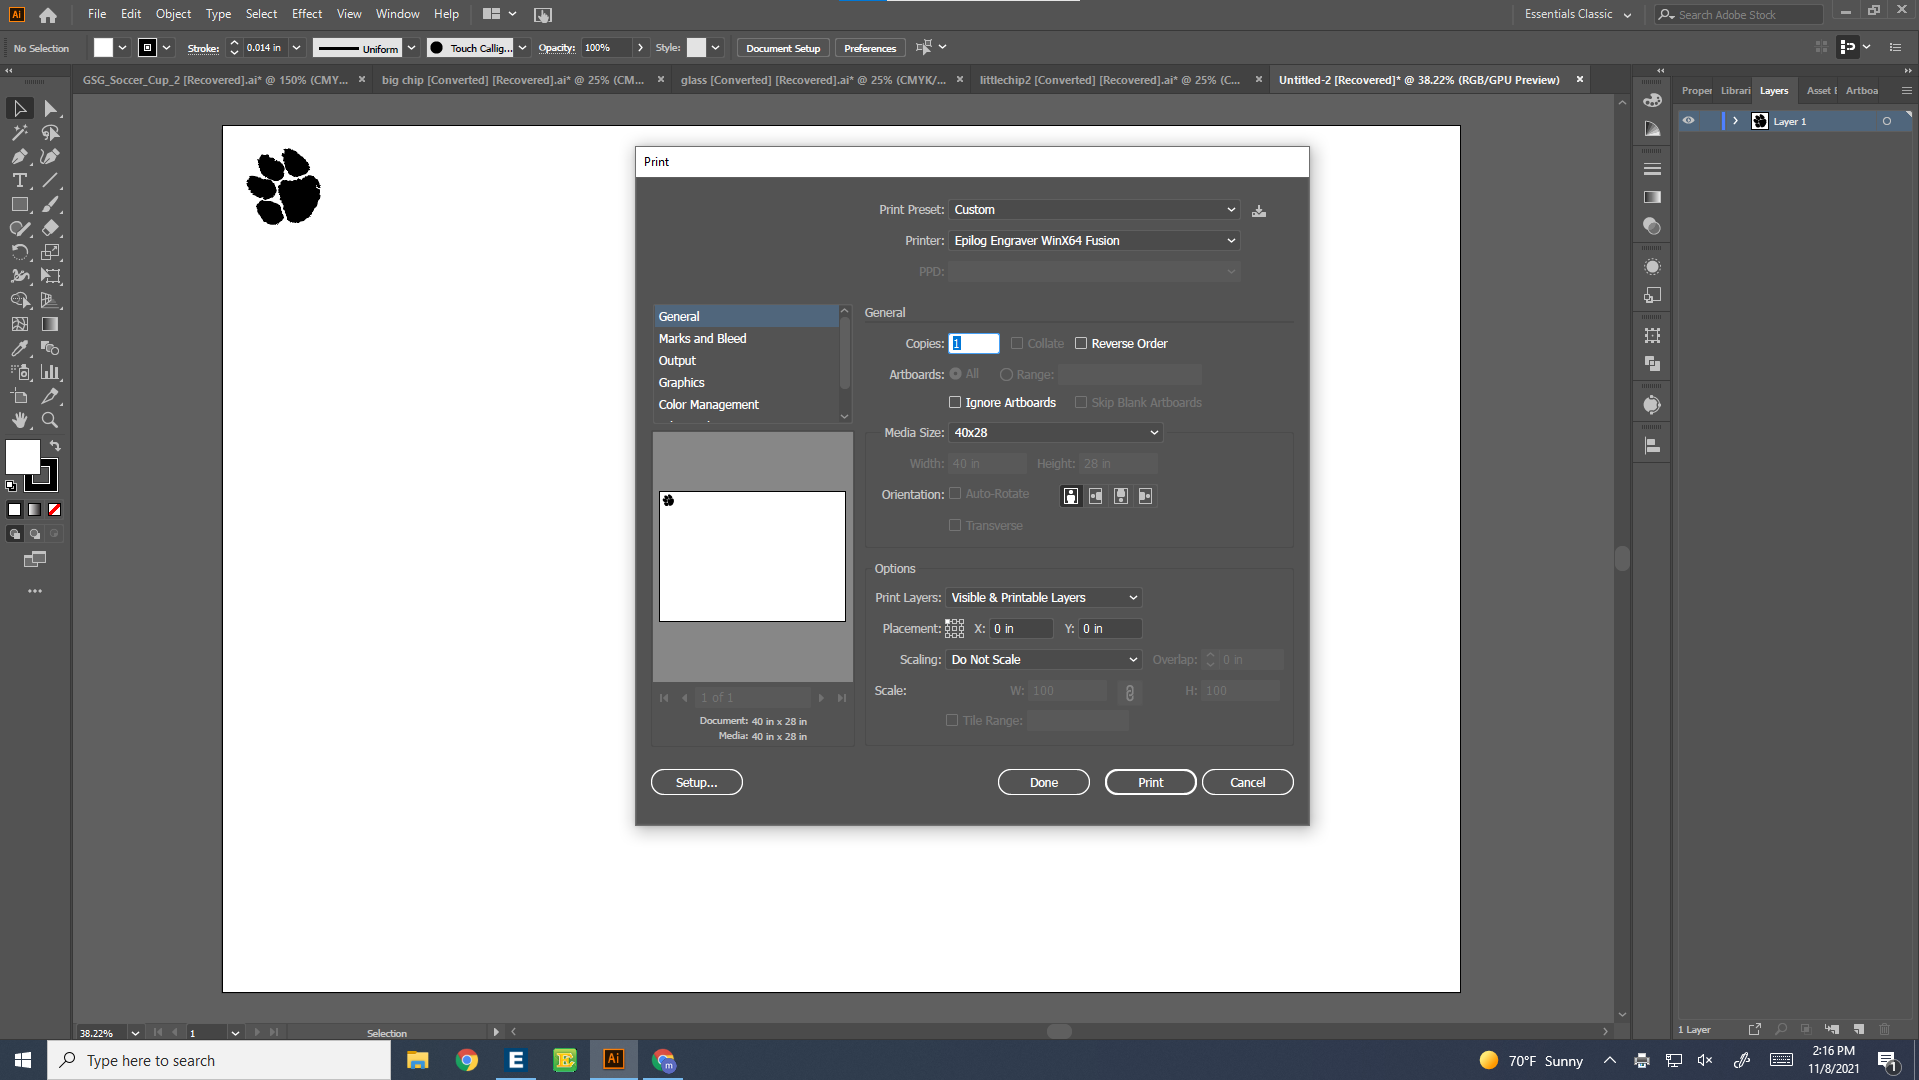 Ai File Edit Object Type Select Effect View Window Help Essentials Classic Search Adobe Stock
No Selection Stroke: 0.014 in Uniform Touch Callig... Opacity: 100% Style: Document Setup Preferences
GSG_Soccer_Cup_2 [Recovered].ai* @ 150% (CMY... × big chip [Converted] [Recovered].ai* @ 25% (CM... × glass [Converted] [Recovered].ai* @ 25% (CMYK/... × littlechip2 [Converted] [Recovered].ai* @ 25% (C... × Untitled-2 [Recovered]* @ 38.22% (RGB/GPU Preview) ×
Proper Librari Layers Asset E Artboa
Layer 1
Print
Print Preset: Custom
Printer: Epilog Engraver WinX64 Fusion
PPD:
General
Marks and Bleed
Output
Graphics
Color Management
General
Copies: 1 Collate Reverse Order
Artboards: All Range:
Ignore Artboards Skip Blank Artboards
Media Size: 40x28
Width: 40 in Height: 28 in
Orientation: Auto-Rotate
Transverse
Options
Print Layers: Visible & Printable Layers
Placement: X: 0 in Y: 0 in
Scaling: Do Not Scale Overlap: 0 in
Scale: W: 100 H: 100
Tile Range:
1 of 1
Document: 40 in x 28 in
Media: 40 in x 28 in
Setup... Done Print Cancel
38.22% 1 Selection
1 Layer
Type here to search
70°F Sunny
2:16 PM
11/8/2021
1